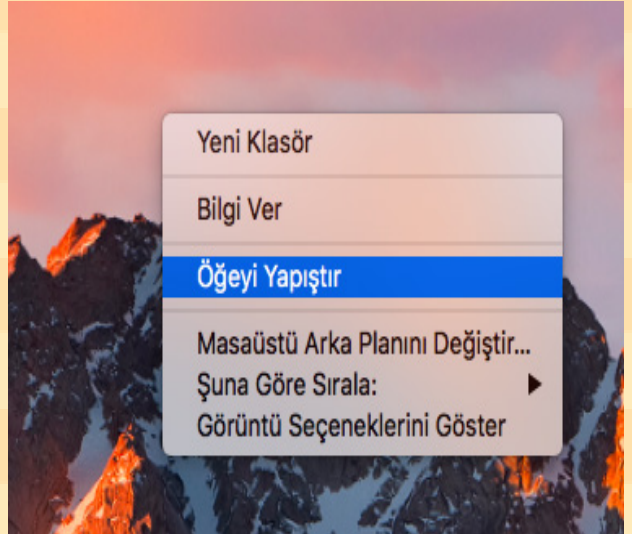 Yeni Klasör
Bilgi Ver
Öğeyi Yapıştır
Masaüstü Arka Planını Değiştir...
Şuna Göre Sırala:
Görüntü Seçeneklerini Göster